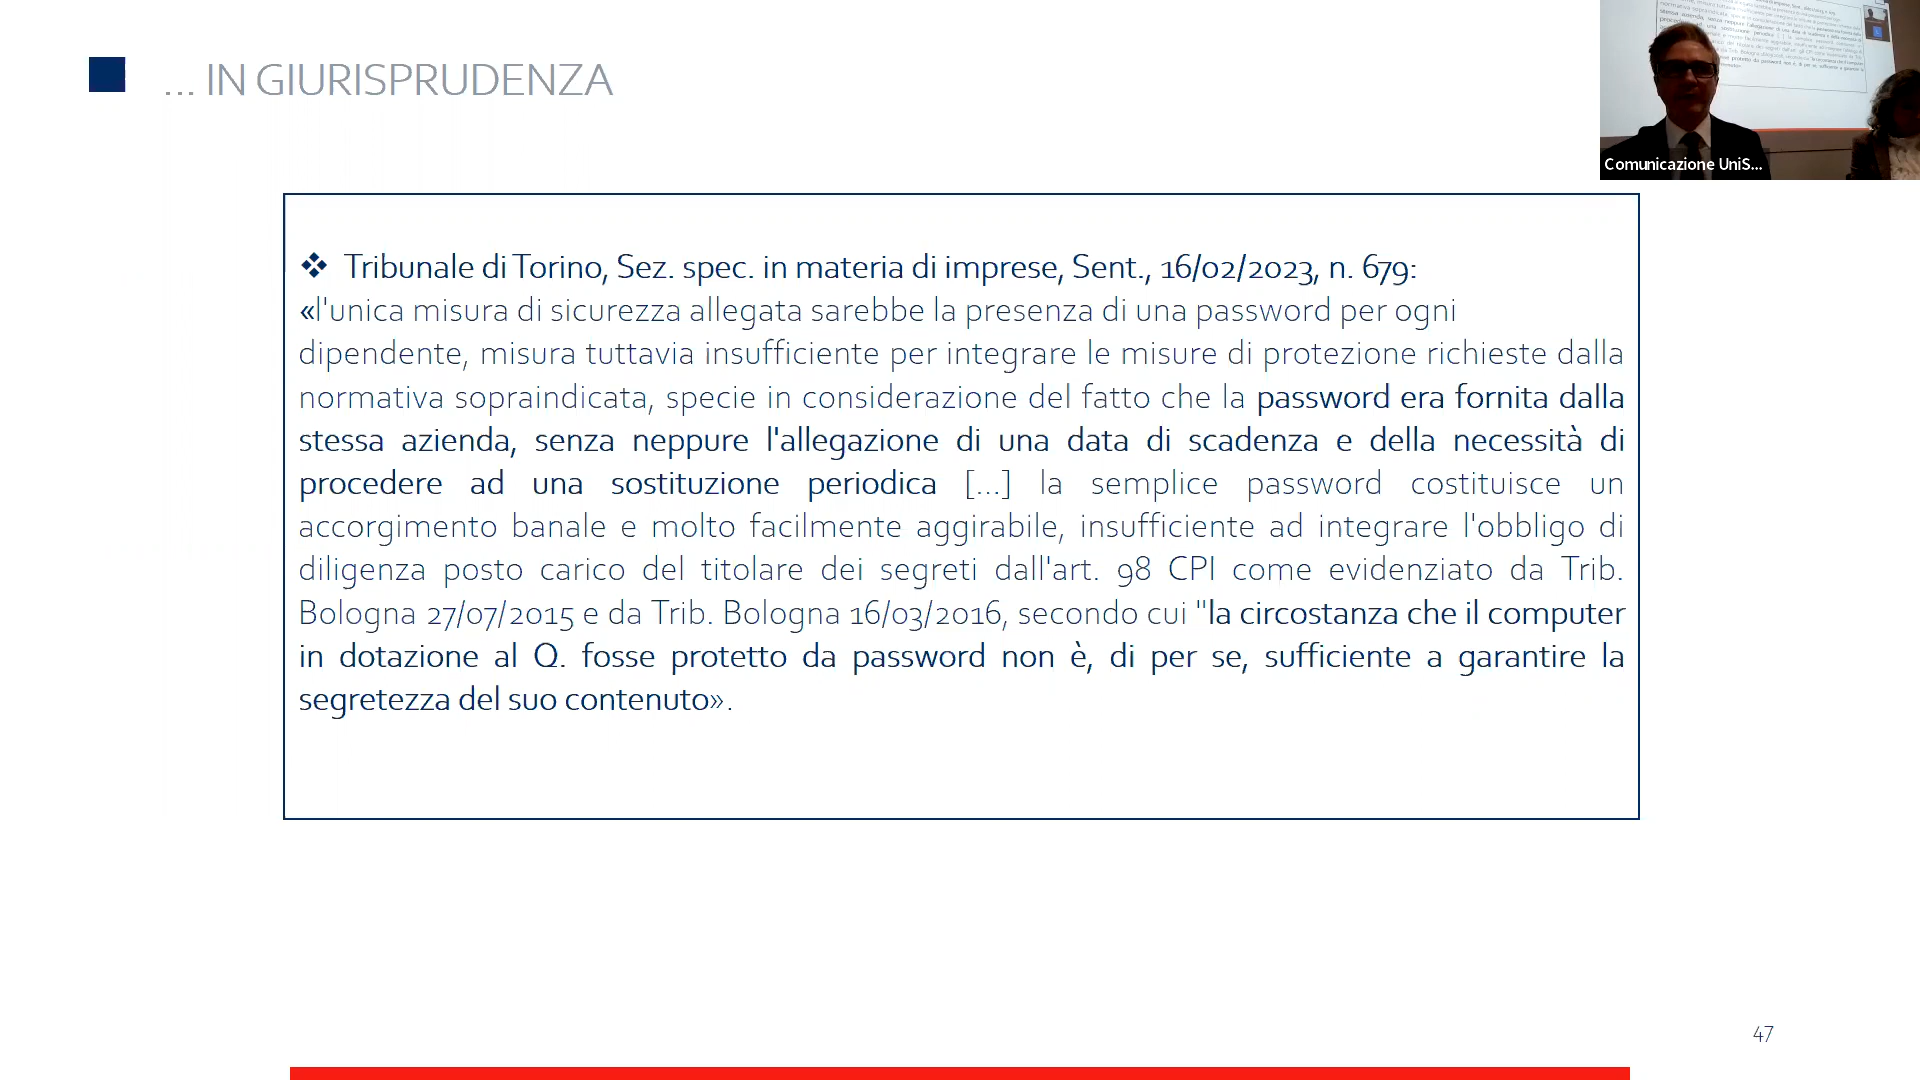 ... IN GIURISPRUDENZA
Comunicazione UniS...
❖ Tribunale di Torino, Sez. spec. in materia di imprese, Sent., 16/02/2023, n. 679:
«l'unica misura di sicurezza allegata sarebbe la presenza di una password per ogni
dipendente, misura tuttavia insufficiente per integrare le misure di protezione richieste dalla
normativa sopraindicata, specie in considerazione del fatto che la password era fornita dalla
stessa azienda, senza neppure l'allegazione di una data di scadenza e della necessità di
procedere ad una sostituzione periodica [...] la semplice password costituisce un
accorgimento banale e molto facilmente aggirabile, insufficiente ad integrare l'obbligo di
diligenza posto carico del titolare dei segreti dall'art. 98 CPI come evidenziato da Trib.
Bologna 27/07/2015 e da Trib. Bologna 16/03/2016, secondo cui "la circostanza che il computer
in dotazione al Q. fosse protetto da password non è, di per se, sufficiente a garantire la
segretezza del suo contenuto».
47